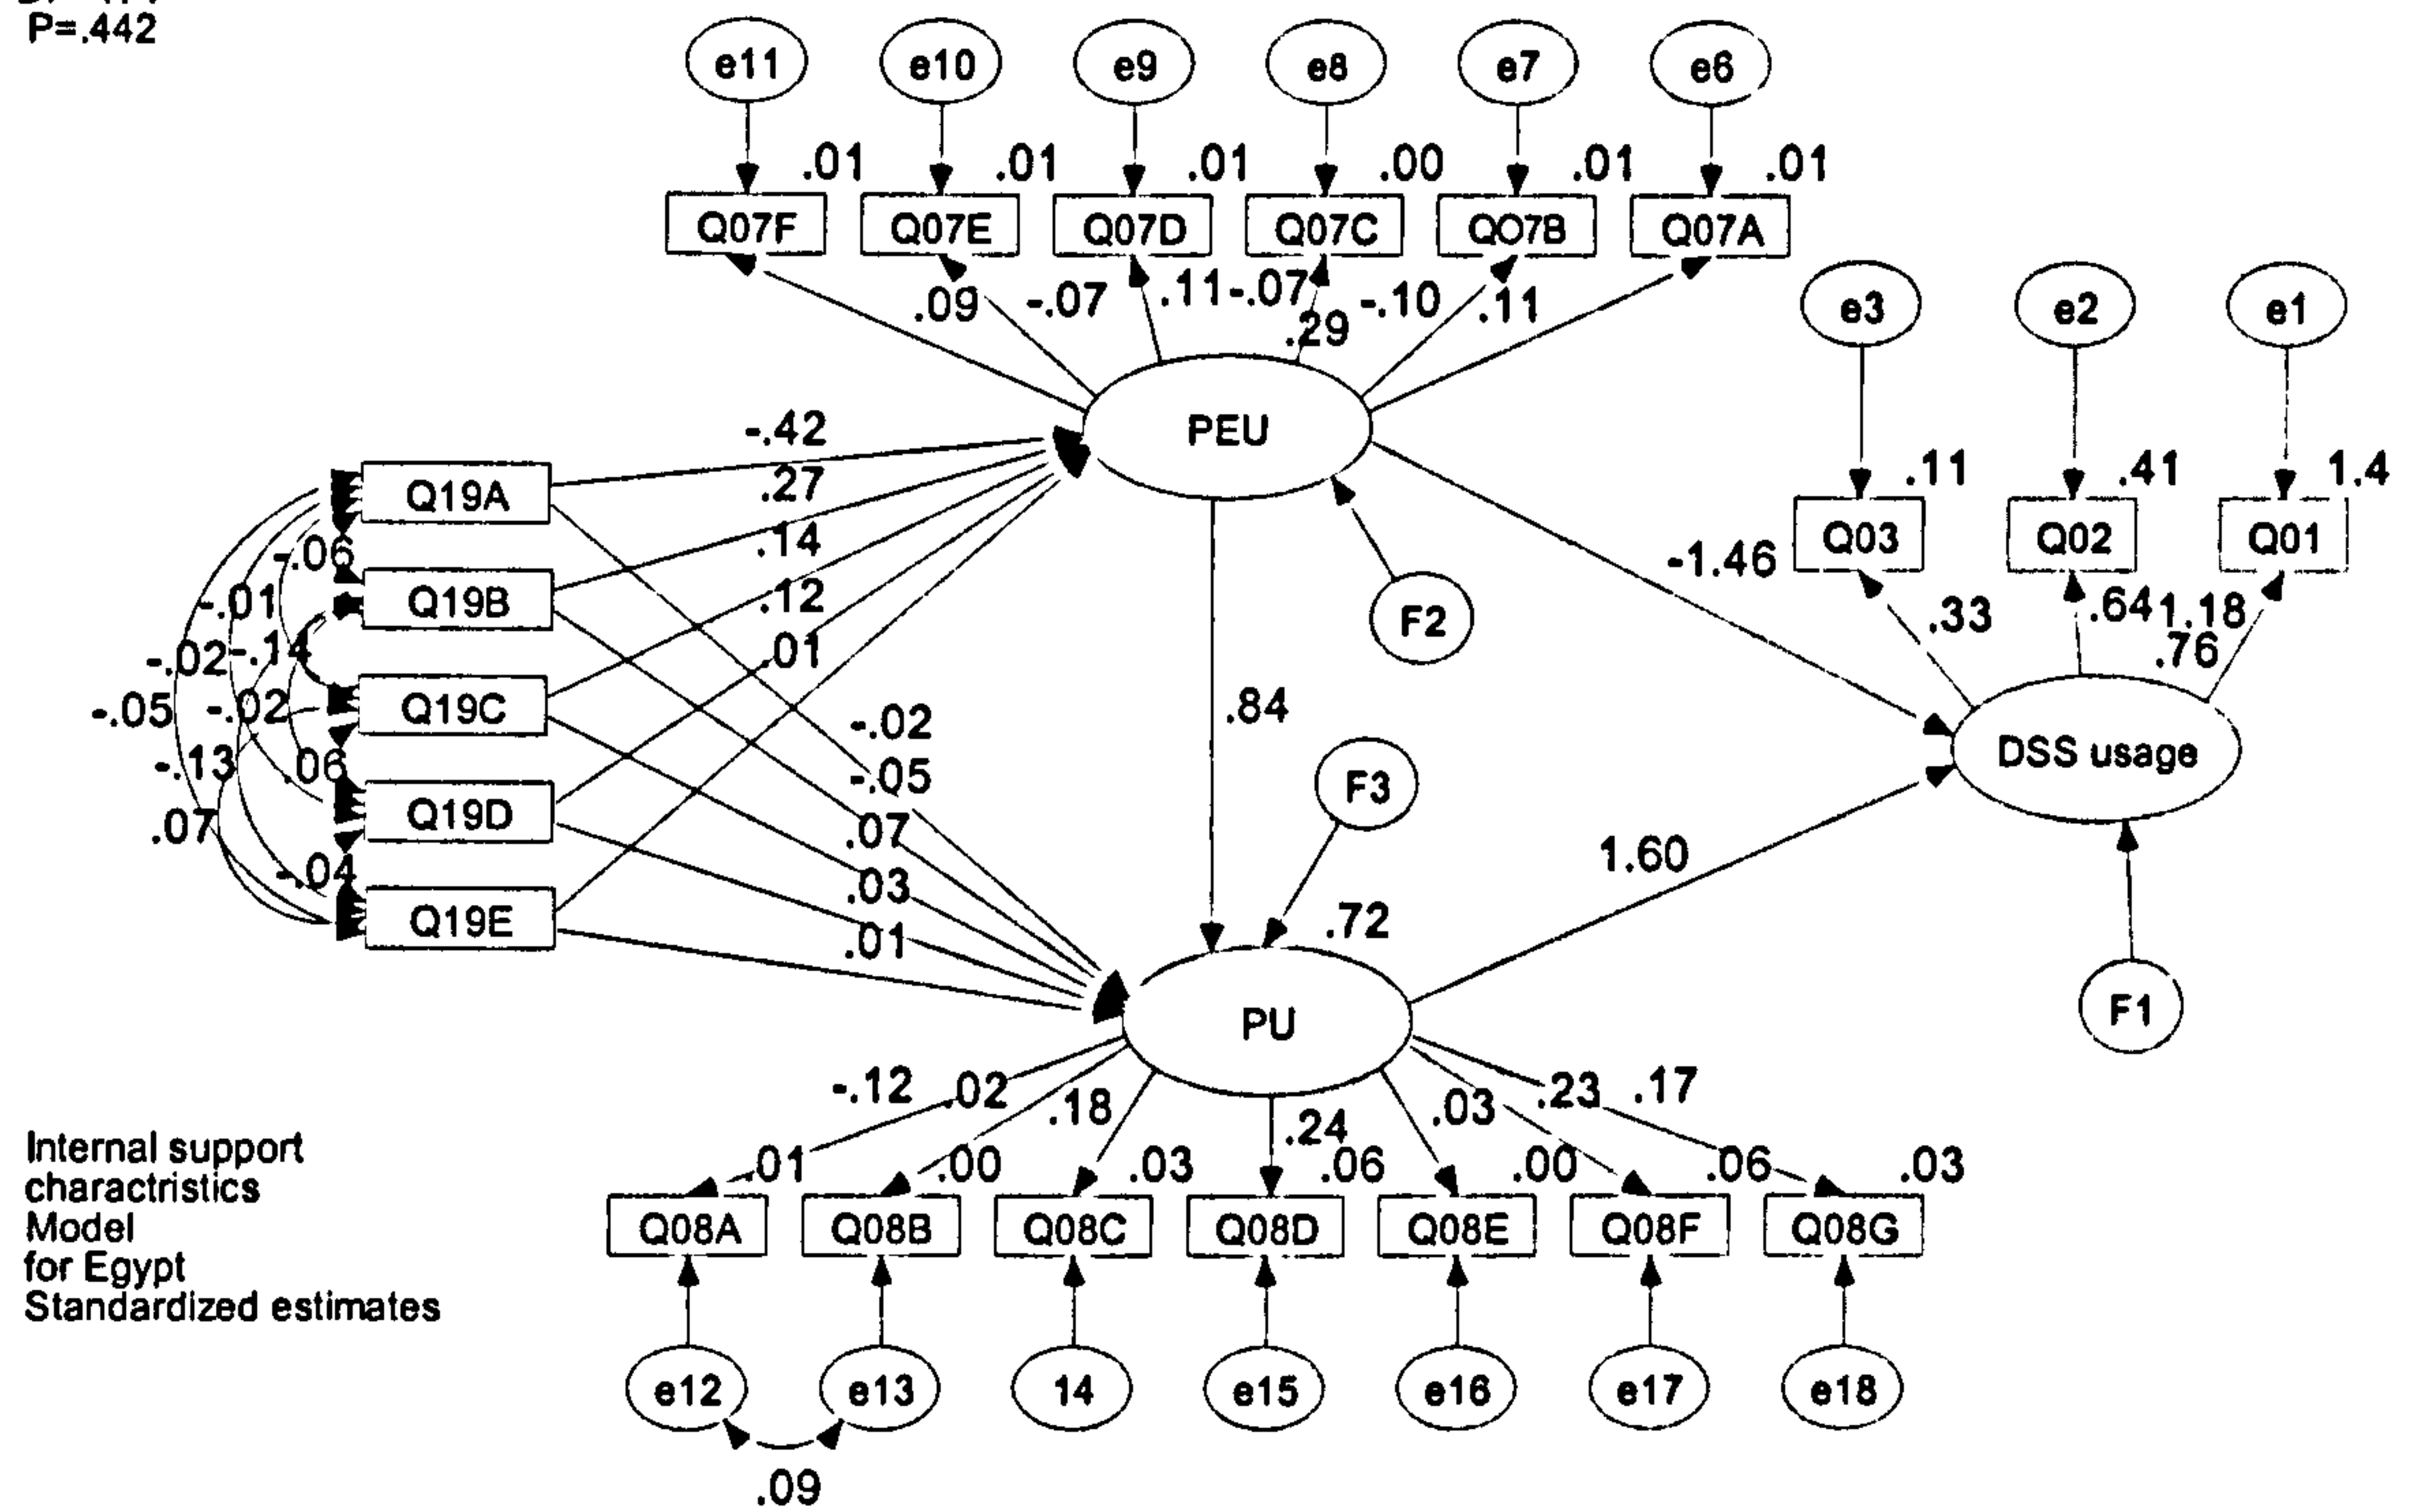 P=.442
e11 e10 e9 e8 e7 e6
.01 .01 .01 .00 .01 .01
Q07F Q07E Q07D Q07C QO7B Q07A
.09 -.07 .11 -.07 -.10 .11
.29
e3 e2 e1
PEU
-.42
.27
.14
.12
.01
.11 .41 1.4
Q03 Q02 Q01
-1.46
.33 .64 1.18
.76
Q19A
Q19B
Q19C
Q19D
Q19E
-.06
-.01
-.02 -.14
-.05 -.02
-.13 .06
.07
-.04
F2
.84
F3
DSS usage
-.02
-.05
.07
.03
.01
1.60
.72
F1
PU
-.12 .02 .18 .24 .03 .23 .17
.01 .00 .03 .06 .00 .06 .03
Q08A Q08B Q08C Q08D Q08E Q08F Q08G
e12 e13 14 e15 e16 e17 e18
.09
Internal support
charactristics
Model
for Egypt
Standardized estimates